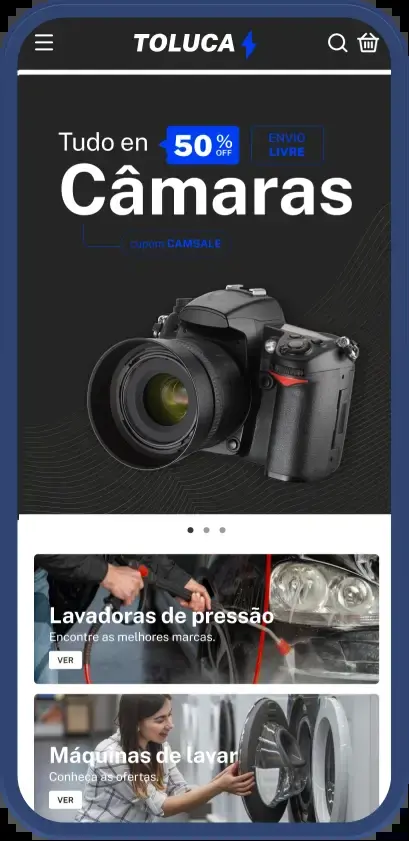 TOLUCA
Tudo en 50% OFF
ENVIO
LIVRE
Câmaras
cupom CAMSALE
Lavadoras de pressão
Encontre as melhores marcas.
VER
Máquinas de lavar
Conheça as ofertas.
VER